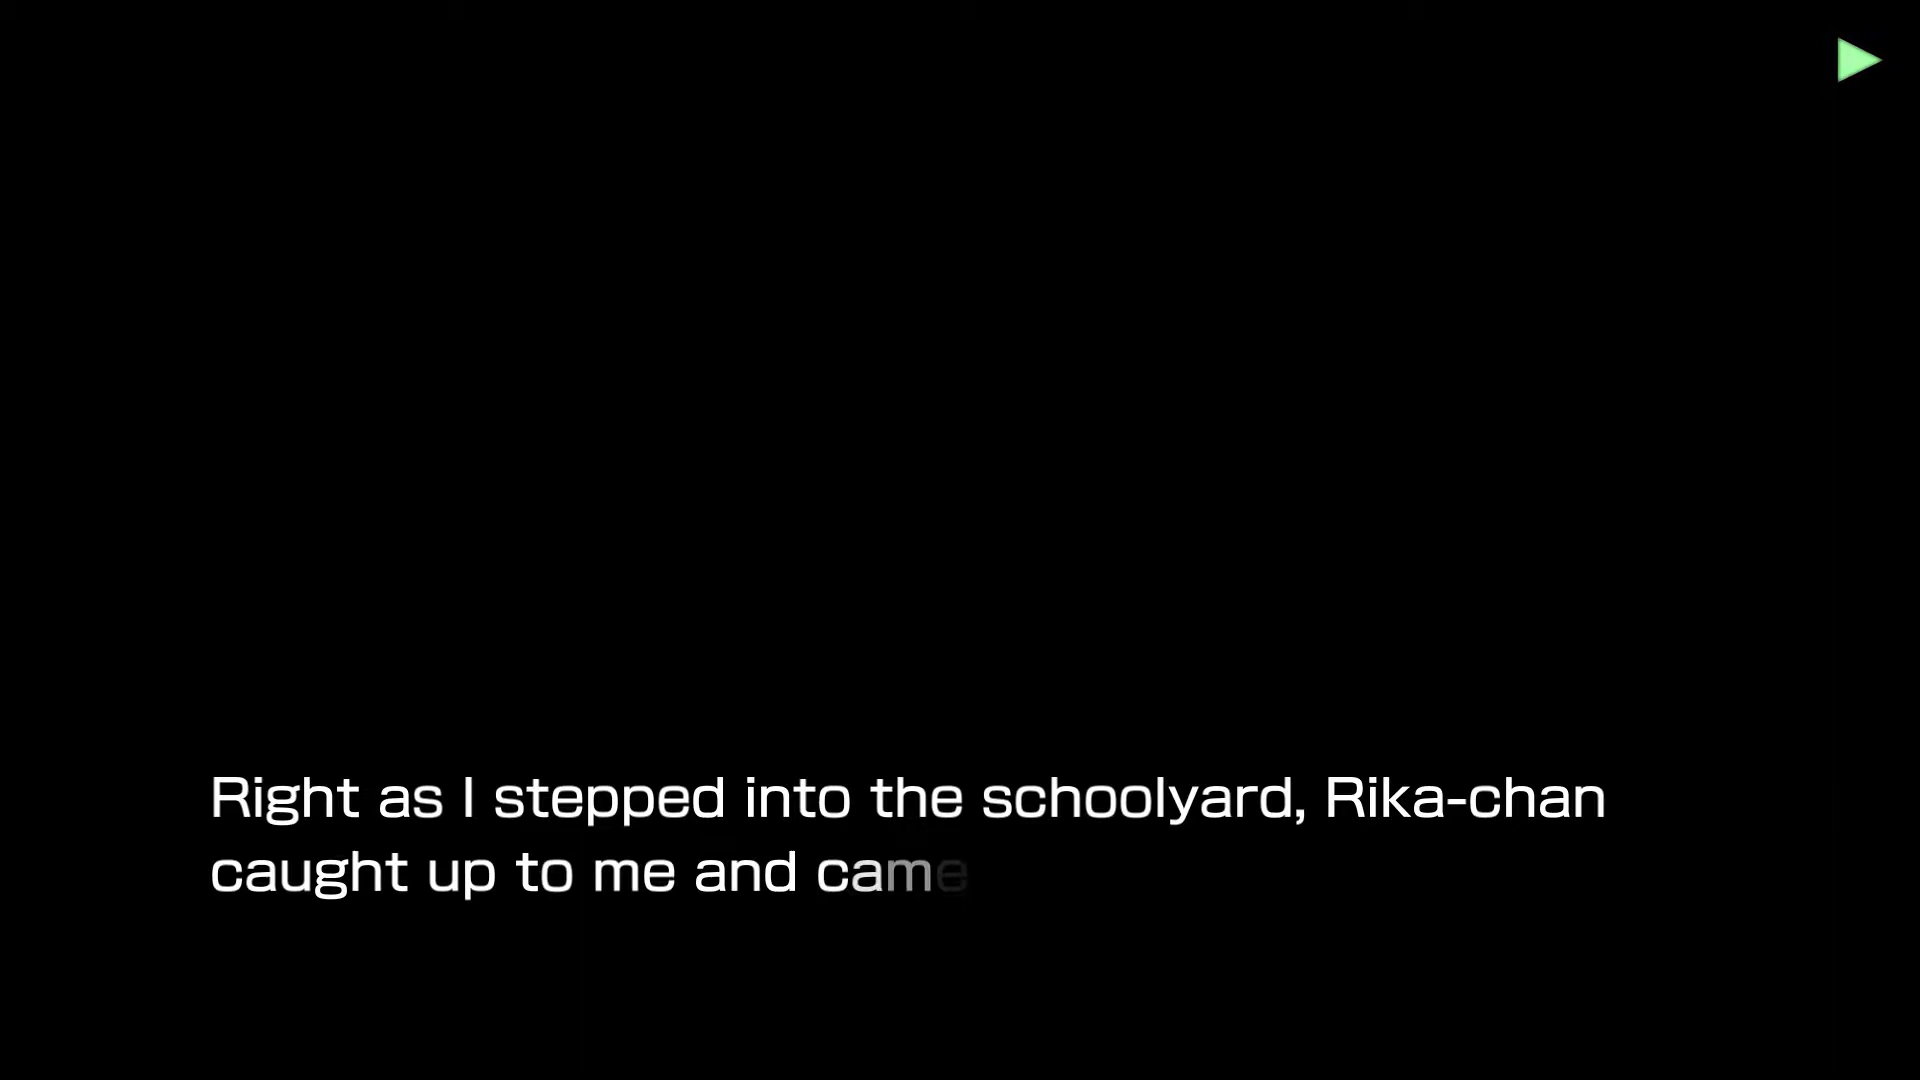 Right as I stepped into the schoolyard, Rika-chan
caught up to me and came